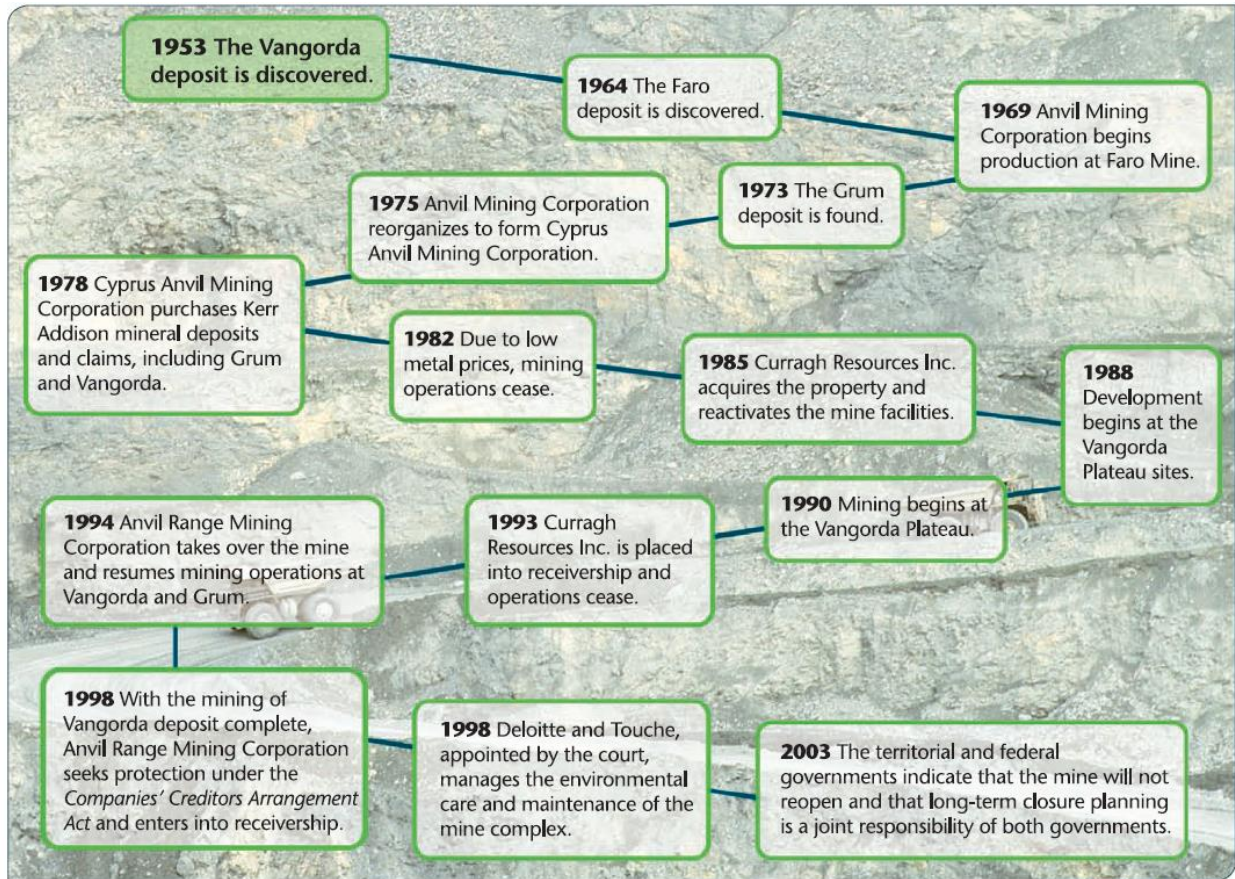 1953 The Vangorda
deposit is discovered.
1964 The Faro
deposit is discovered.
1969 Anvil Mining
Corporation begins
production at Faro Mine.
1973 The Grum
deposit is found.
1975 Anvil Mining Corporation
reorganizes to form Cyprus
Anvil Mining Corporation.
1978 Cyprus Anvil Mining
Corporation purchases Kerr
Addison mineral deposits
and claims, including Grum
and Vangorda.
1982 Due to low
metal prices, mining
operations cease.
1985 Curragh Resources Inc.
acquires the property and
reactivates the mine facilities.
1988
Development
begins at the
Vangorda
Plateau sites.
1990 Mining begins at
the Vangorda Plateau.
1993 Curragh
Resources Inc. is placed
into receivership and
operations cease.
1994 Anvil Range Mining
Corporation takes over the mine
and resumes mining operations at
Vangorda and Grum.
1998 With the mining of
Vangorda deposit complete,
Anvil Range Mining Corporation
seeks protection under the
Companies' Creditors Arrangement
Act and enters into receivership.
1998 Deloitte and Touche,
appointed by the court,
manages the environmental
care and maintenance of the
mine complex.
2003 The territorial and federal
governments indicate that the mine will not
reopen and that long-term closure planning
is a joint responsibility of both governments.